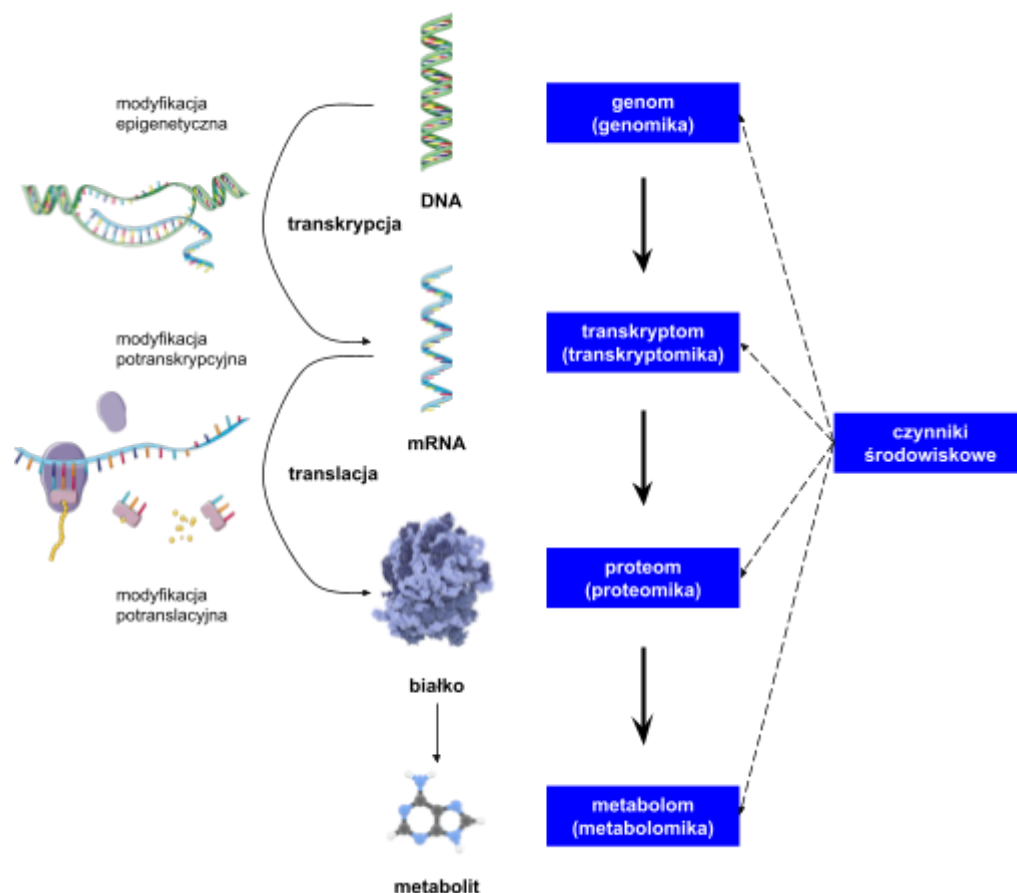 modyfikacja
epigenetyczna
DNA
transkrypcja
modyfikacja
potranskrypcyjna
mRNA
translacja
modyfikacja
potranslacyjna
białko
metabolit
genom
(genomika)
transkryptom
(transkryptomika)
czynniki
środowiskowe
proteom
(proteomika)
metabolom
(metabolomika)